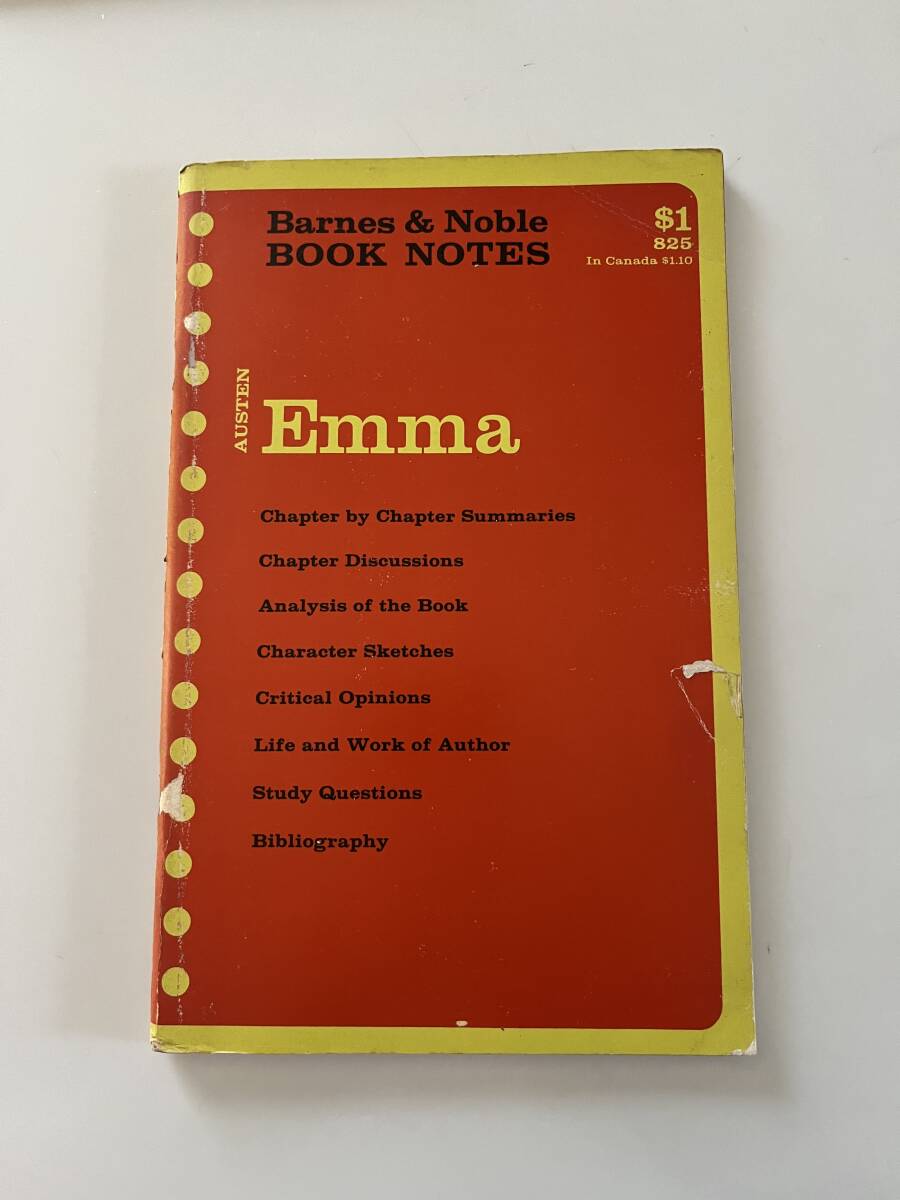 Barnes & Noble
BOOK NOTES
$1
825
In Canada $1.10
AUSTEN
Emma
Chapter by Chapter Summaries
Chapter Discussions
Analysis of the Book
Character Sketches
Critical Opinions
Life and Work of Author
Study Questions
Bibliography